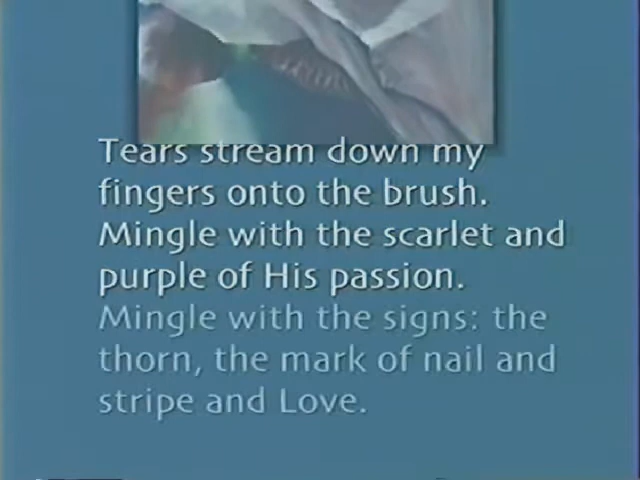 Tears stream down my
fingers onto the brush.
Mingle with the scarlet and
purple of His passion.
Mingle with the signs: the
thorn, the mark of nail and
stripe and Love.